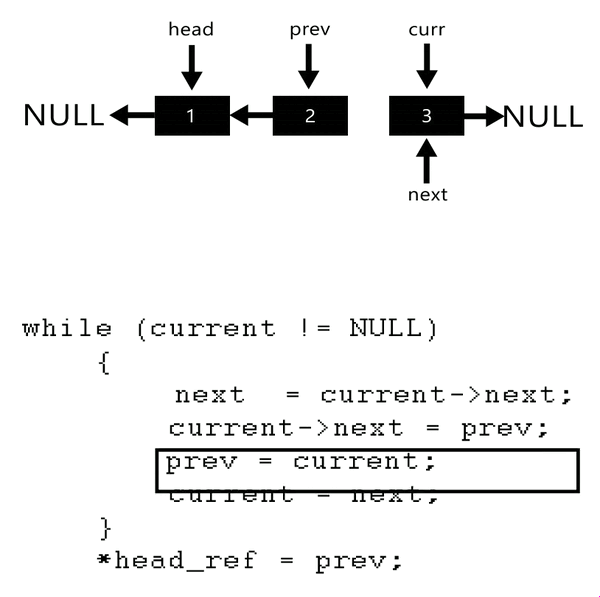 head prev curr
NULL 1 2 3 NULL
next
while (current != NULL)
{
next = current->next;
current->next = prev;
prev = current;
current = next;
}
*head_ref = prev;